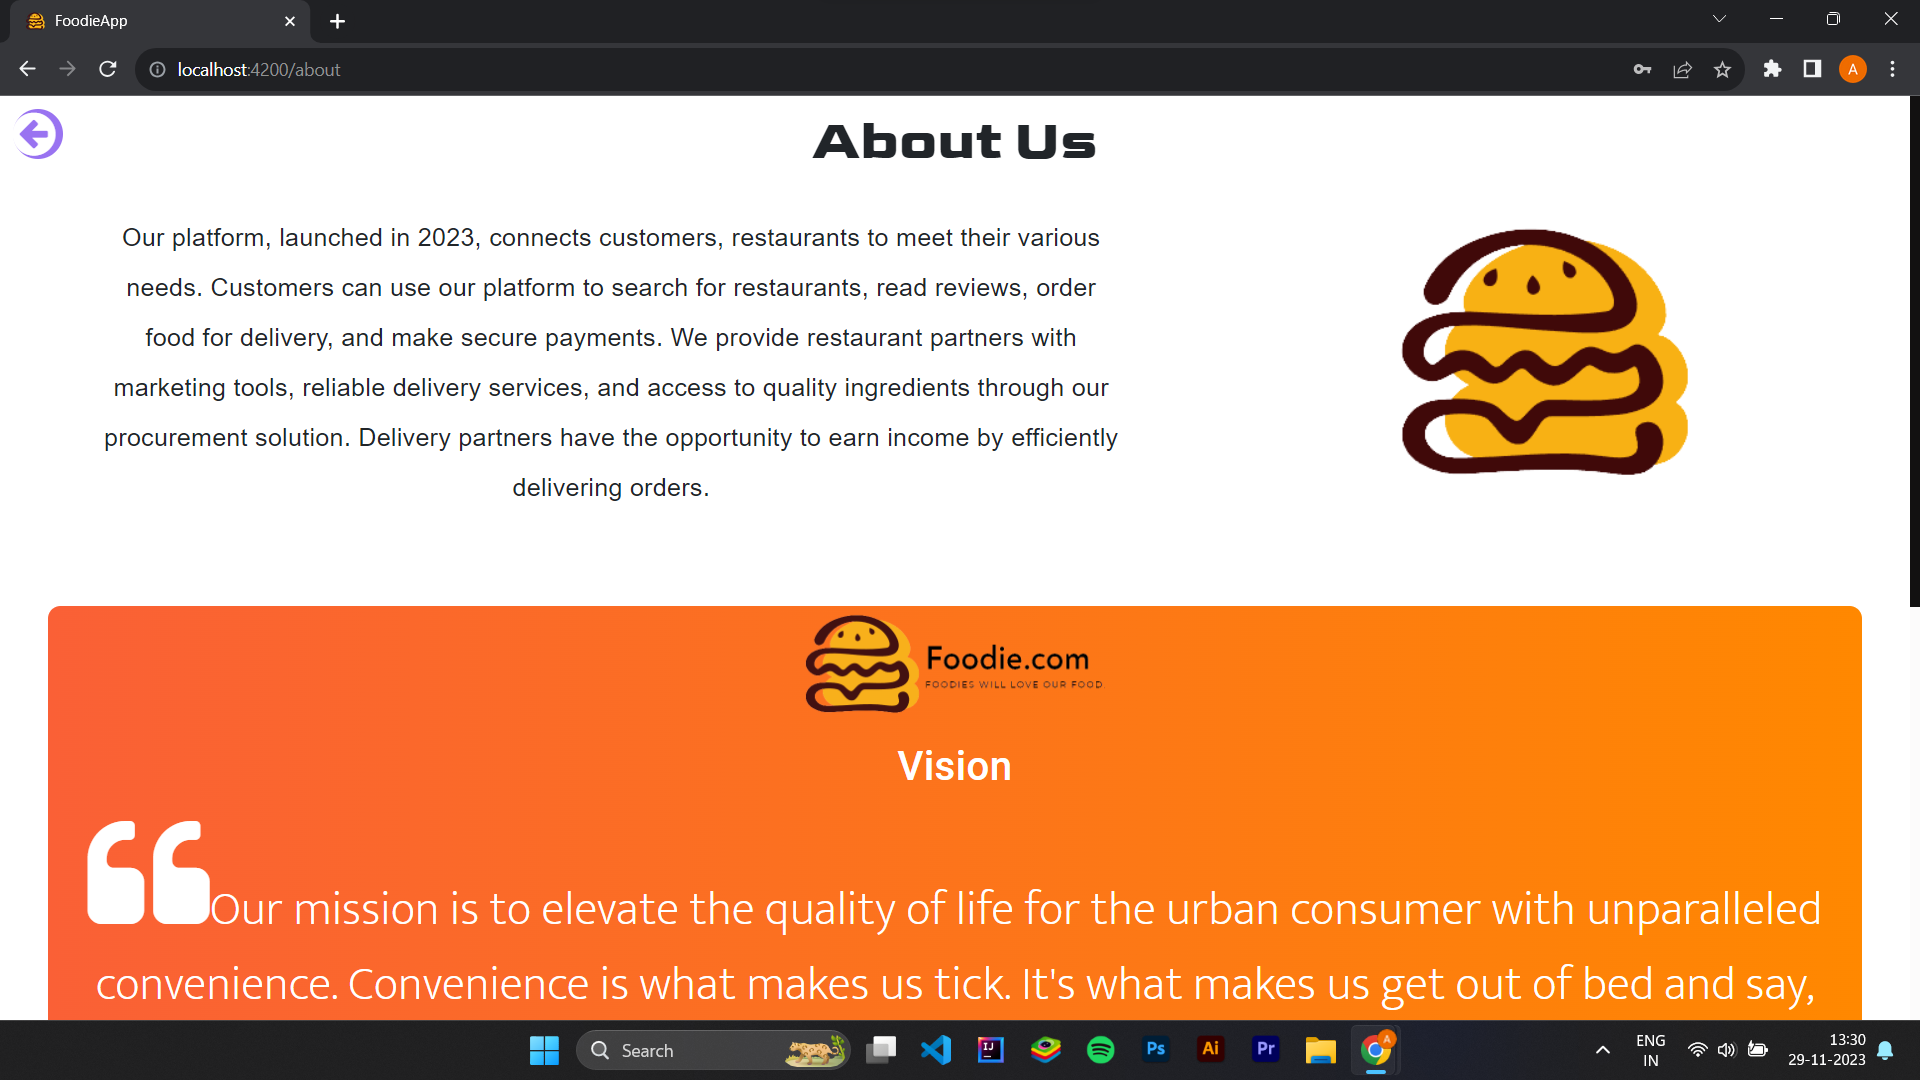 FoodieApp
localhost:4200/about
A
About Us
Our platform, launched in 2023, connects customers, restaurants to meet their various
needs. Customers can use our platform to search for restaurants, read reviews, order
food for delivery, and make secure payments. We provide restaurant partners with
marketing tools, reliable delivery services, and access to quality ingredients through our
procurement solution. Delivery partners have the opportunity to earn income by efficiently
delivering orders.
Foodie.com
FOODIES WILL LOVE OUR FOOD.
Vision
Our mission is to elevate the quality of life for the urban consumer with unparalleled
convenience. Convenience is what makes us tick. It's what makes us get out of bed and say,
Search
IJ
Ps
Ai
Pr
A
ENG
IN
13:30
29-11-2023